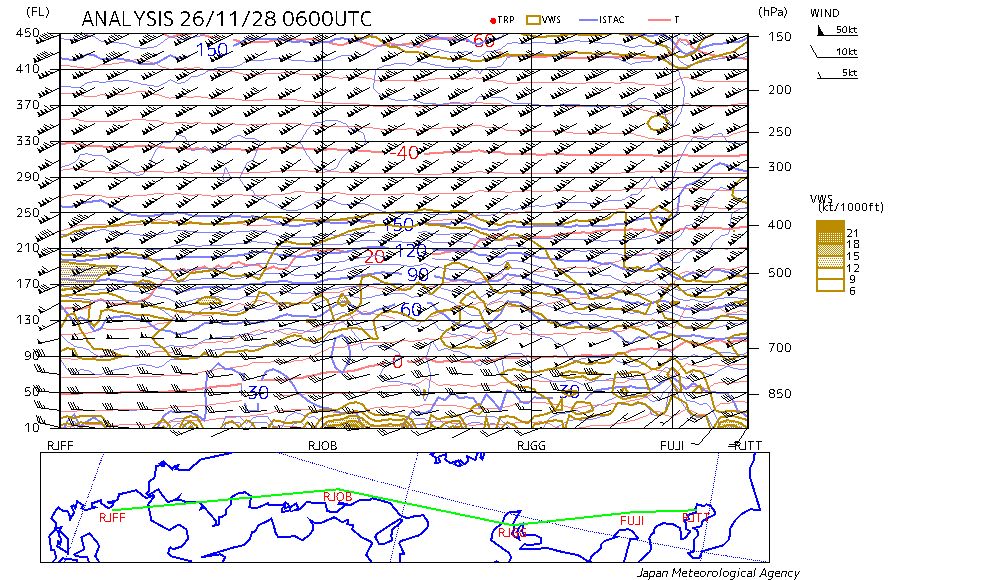 ANALYSIS 26/11/28 0600UTC
(FL)
TRP VWS ISTAC T
(hPa)
WIND
50kt
10kt
5kt
450
410
370
330
290
250
210
170
130
90
50
10
150
200
250
300
400
500
700
850
150
60
40
150
120
20
90
60
0
30
30
VWS
(kt/1000ft)
21
18
15
12
9
6
RJFF RJOB RJGG FUJI RJTT
RJFF
RJOB
RJGG
FUJI
RJTT
Japan Meteorological Agency